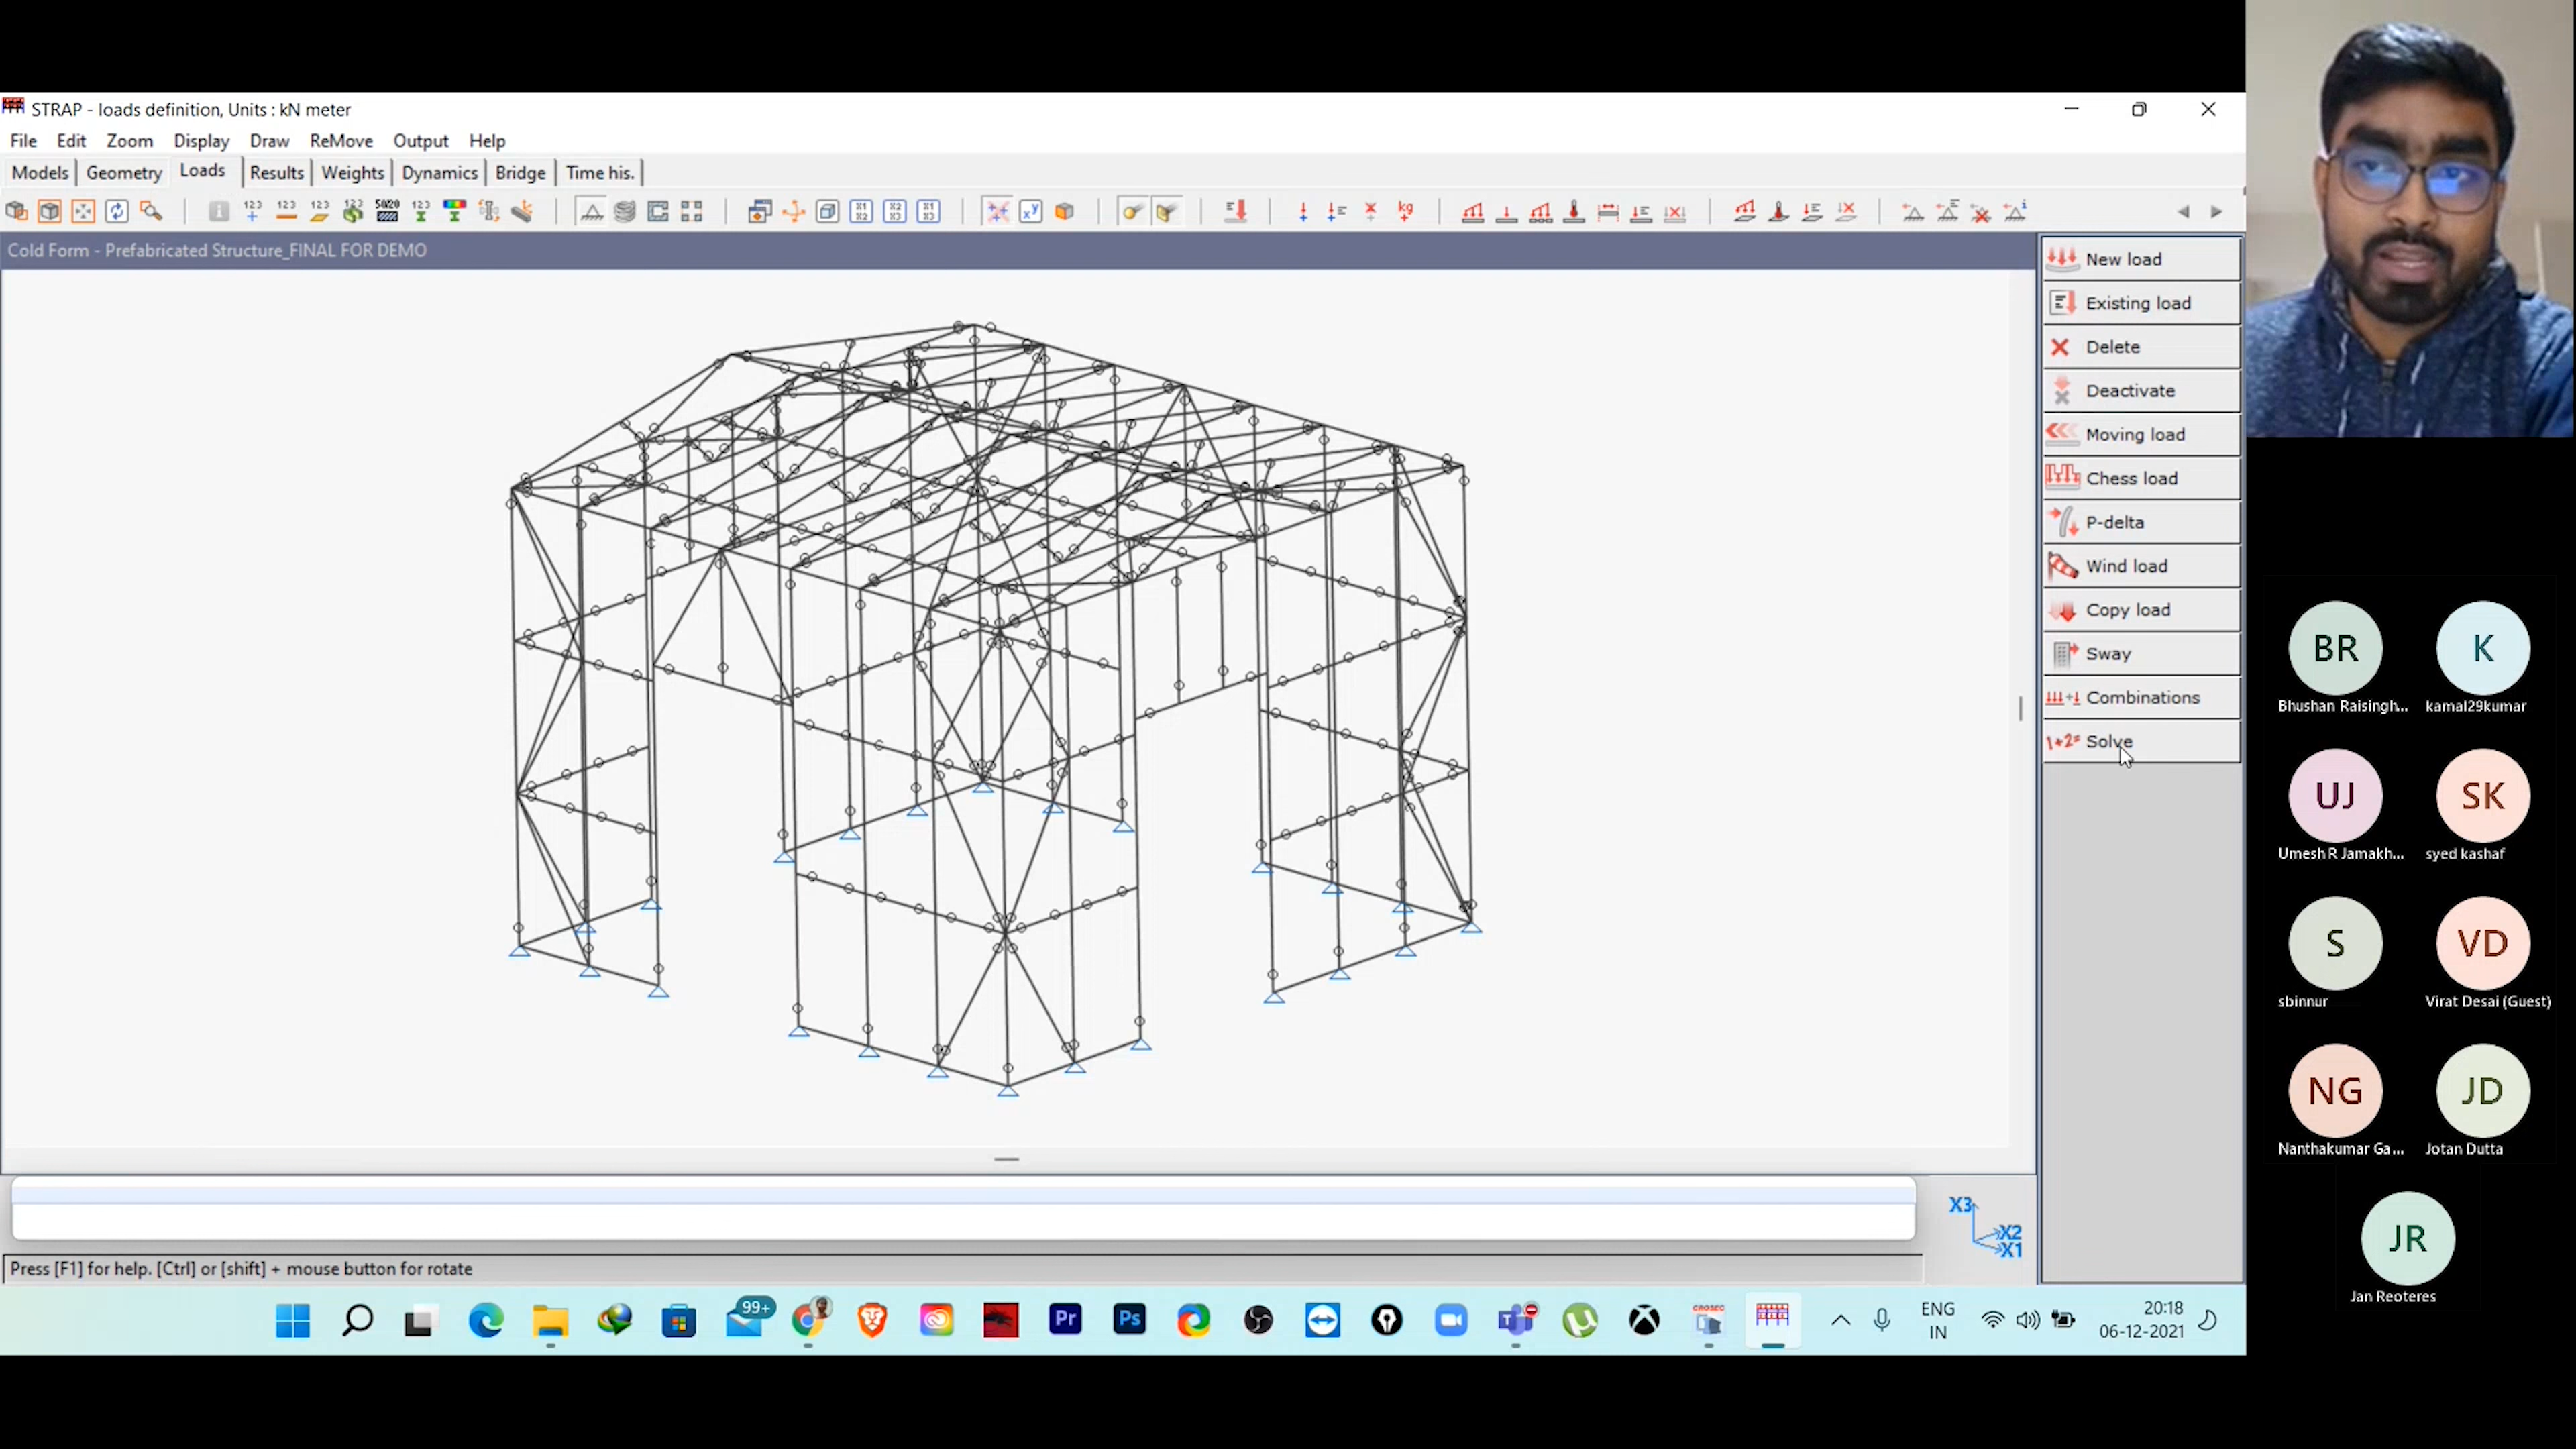 STRAP - loads definition, Units : kN meter
File Edit Zoom Display Draw ReMove Output Help
Models Geometry Loads Results Weights Dynamics Bridge Time his.
Cold Form - Prefabricated Structure_FINAL FOR DEMO
New load
Existing load
Delete
Deactivate
Moving load
Chess load
P-delta
Wind load
Copy load
Sway
Combinations
Solve
X3
X2
X1
Press [F1] for help. [Ctrl] or [shift] + mouse button for rotate
99+
Pr
Ps
CROSEC
ENG
IN
20:18
06-12-2021
BR K
Bhushan Raisingh... kamal29kumar
UJ SK
Umesh R Jamakh... syed kashaf
S VD
sbinnur Virat Desai (Guest)
NG JD
Nanthakumar Ga... Jotan Dutta
JR
Jan Reoteres